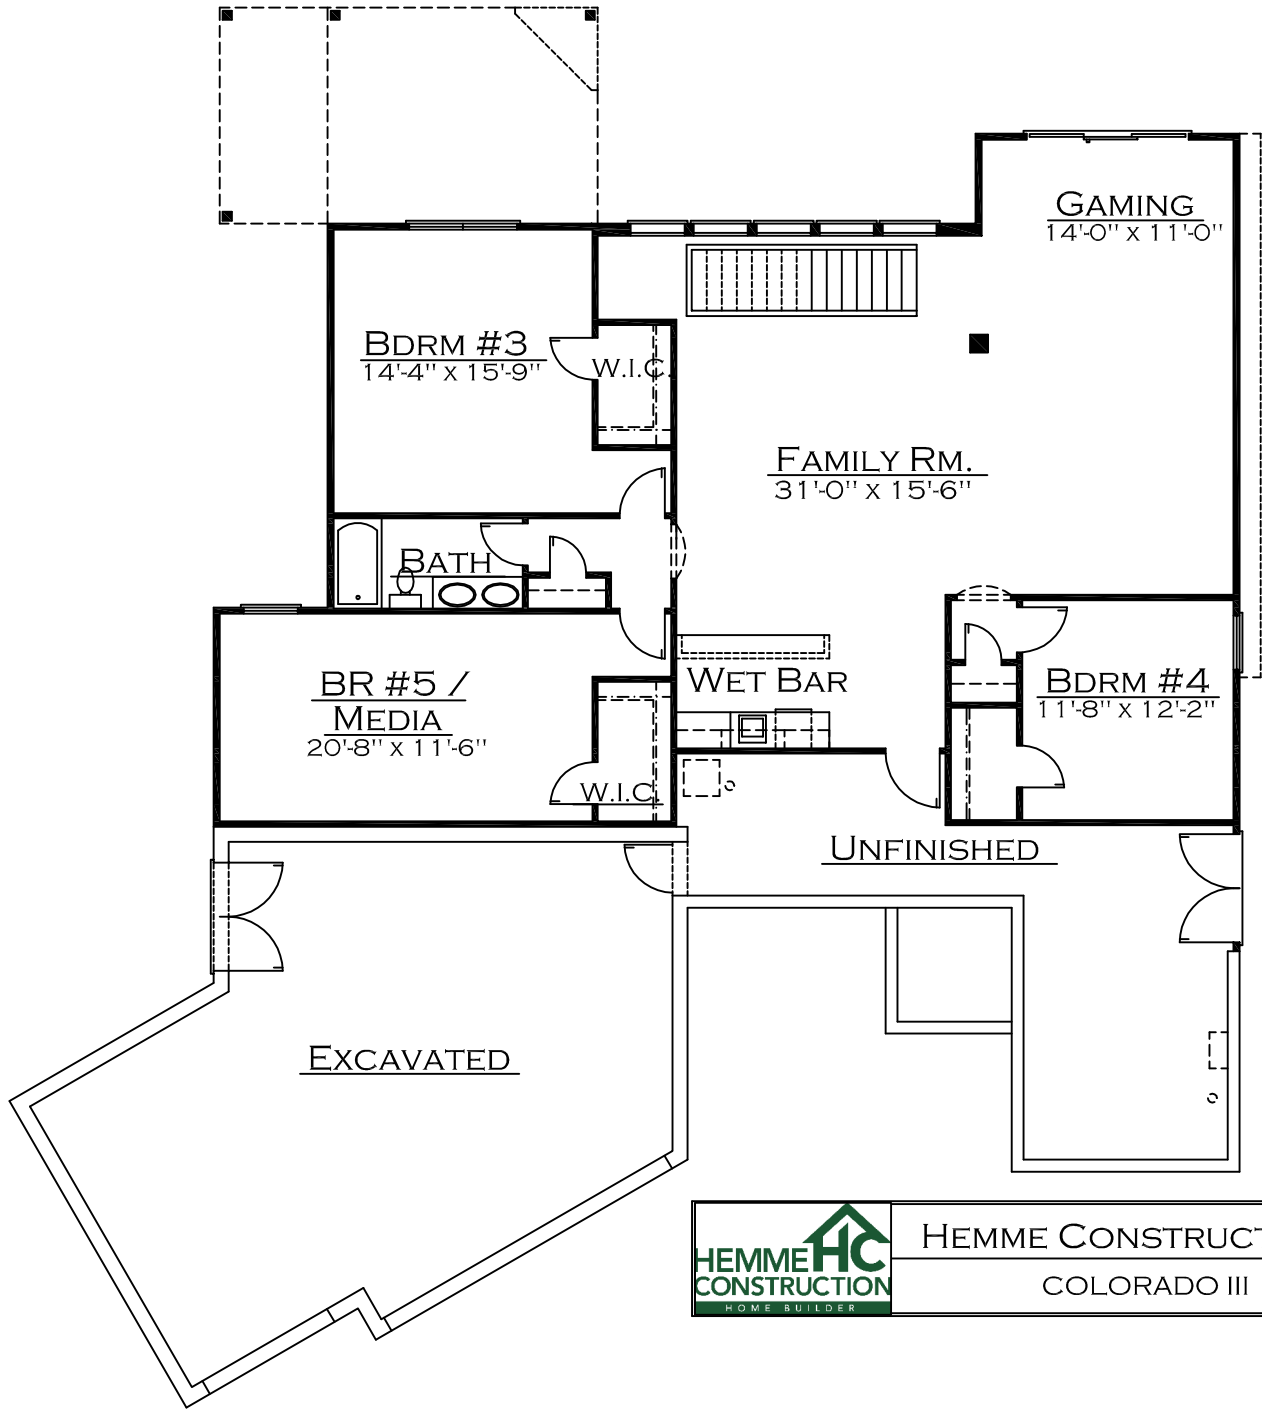 GAMING
14'-0" X 11'-0"
BDRM #3
14'-4" X 15'-9"
W.I.C.
FAMILY RM.
31'-0" X 15'-6"
BATH
BR #5 /
MEDIA
20'-8" X 11'-6"
WET BAR
BDRM #4
11'-8" X 12'-2"
W.I.C.
UNFINISHED
EXCAVATED
HC
HEMME
CONSTRUCTION
HOME BUILDER
HEMME CONSTRUCT
COLORADO III